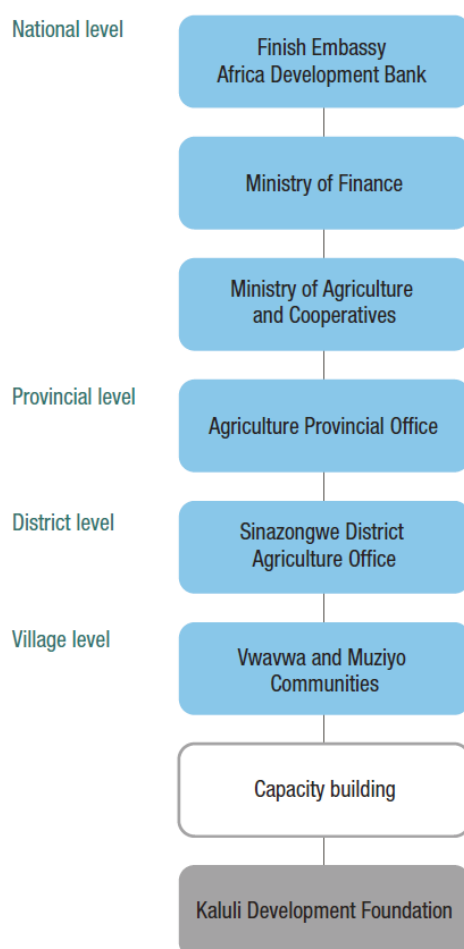 National level
Finish Embassy
Africa Development Bank
Ministry of Finance
Ministry of Agriculture
and Cooperatives
Provincial level
Agriculture Provincial Office
District level
Sinazongwe District
Agriculture Office
Village level
Vwavwa and Muziyo
Communities
Capacity building
Kaluli Development Foundation